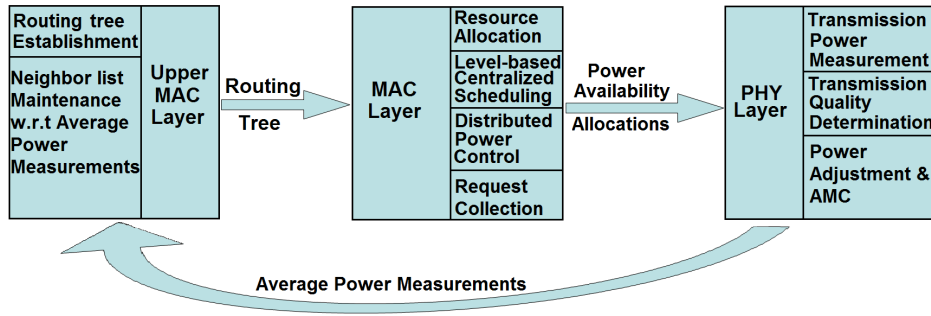 Routing tree
Establishment
Neighbor list
Maintenance
w.r.t Average
Power
Measurements
Upper
MAC
Layer
Routing
Tree
MAC
Layer
Resource
Allocation
Level-based
Centralized
Scheduling
Distributed
Power
Control
Request
Collection
Power
Availability
Allocations
PHY
Layer
Transmission
Power
Measurement
Transmission
Quality
Determination
Power
Adjustment &
AMC
Average Power Measurements